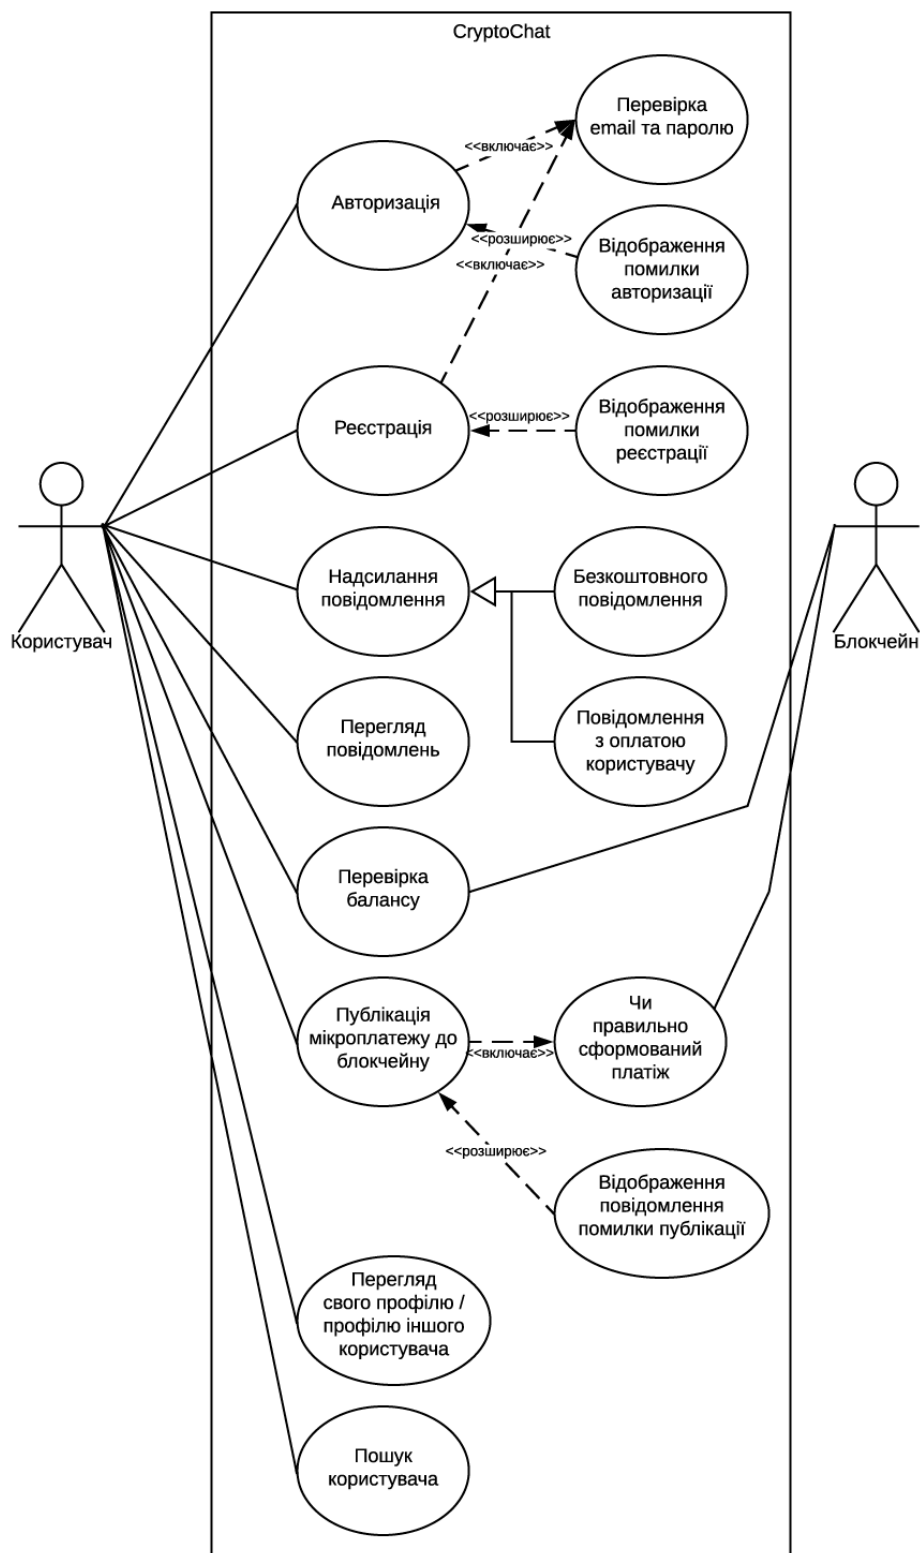 CryptoChat
Перевірка
email та паролю
<<включає>>
Авторизація
<<розширює>>
<<включає>>
Відображення
помилки
авторизації
Реєстрація
<<розширює>>
Відображення
помилки
реєстрації
Користувач
Надсилання
повідомлення
Безкоштовного
повідомлення
Блокчейн
Перегляд
повідомлень
Повідомлення
з оплатою
користувачу
Перевірка
балансу
Публікація
мікроплатежу до
блокчейну
<<включає>>
Чи
правильно
сформований
платіж
<<розширює>>
Відображення
повідомлення
помилки публікації
Перегляд
свого профілю /
профілю іншого
користувача
Пошук
користувача